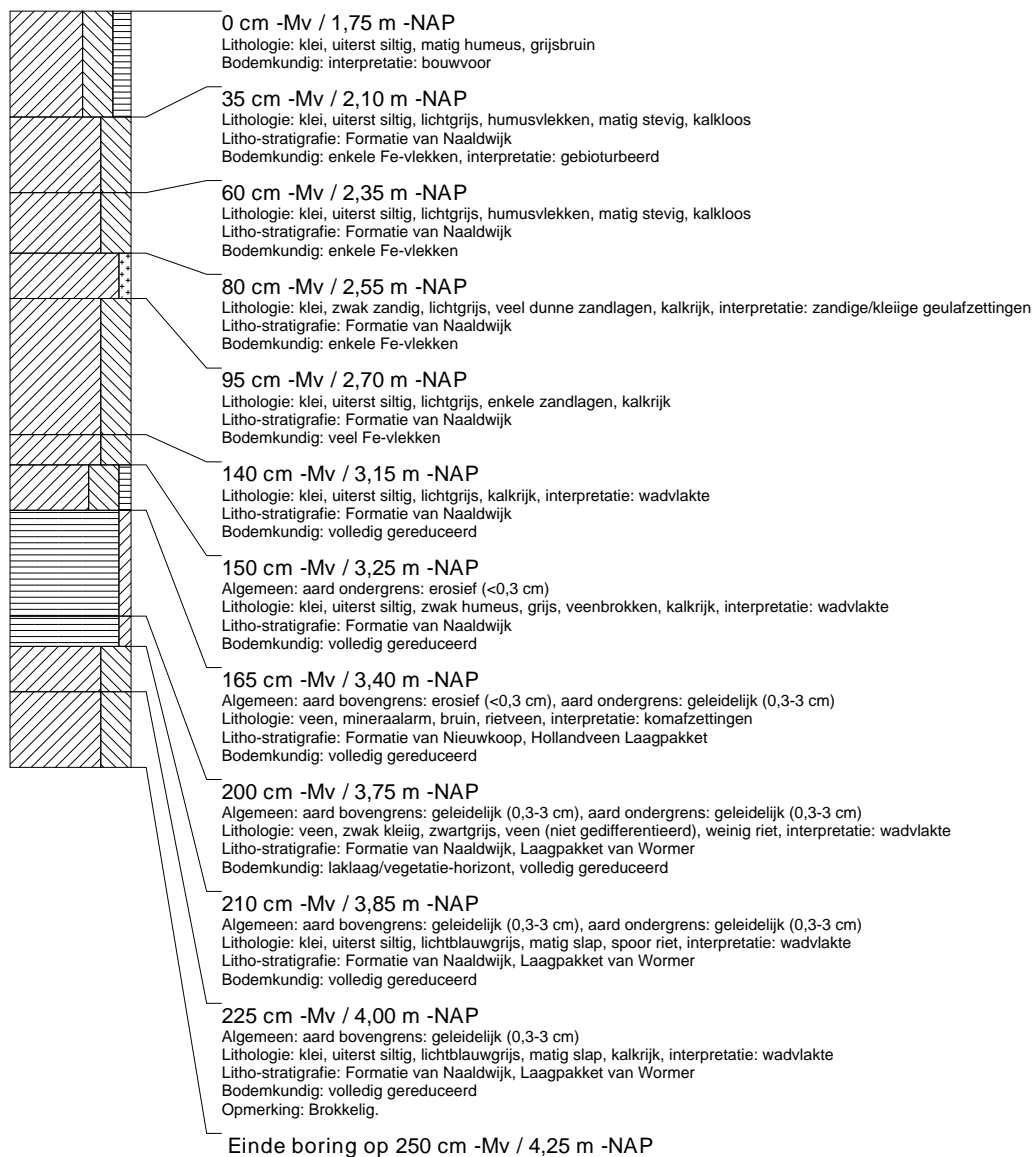 0 cm -Mv / 1,75 m -NAP
Lithologie: klei, uiterst siltig, matig humeus, grijsbruin
Bodemkundig: interpretatie: bouwvoor
35 cm -Mv / 2,10 m -NAP
Lithologie: klei, uiterst siltig, lichtgrijs, humusvlekken, matig stevig, kalkloos
Litho-stratigrafie: Formatie van Naaldwijk
Bodemkundig: enkele Fe-vlekken, interpretatie: gebioturbeerd
60 cm -Mv / 2,35 m -NAP
Lithologie: klei, uiterst siltig, lichtgrijs, humusvlekken, matig stevig, kalkloos
Litho-stratigrafie: Formatie van Naaldwijk
Bodemkundig: enkele Fe-vlekken
80 cm -Mv / 2,55 m -NAP
Lithologie: klei, zwak zandig, lichtgrijs, veel dunne zandlagen, kalkrijk, interpretatie: zandige/kleiige geulafzettingen
Litho-stratigrafie: Formatie van Naaldwijk
Bodemkundig: enkele Fe-vlekken
95 cm -Mv / 2,70 m -NAP
Lithologie: klei, uiterst siltig, lichtgrijs, enkele zandlagen, kalkrijk
Litho-stratigrafie: Formatie van Naaldwijk
Bodemkundig: veel Fe-vlekken
140 cm -Mv / 3,15 m -NAP
Lithologie: klei, uiterst siltig, lichtgrijs, kalkrijk, interpretatie: wadvlakte
Litho-stratigrafie: Formatie van Naaldwijk
Bodemkundig: volledig gereduceerd
150 cm -Mv / 3,25 m -NAP
Algemeen: aard ondergrens: erosief (<0,3 cm)
Lithologie: klei, uiterst siltig, zwak humeus, grijs, veenbrokken, kalkrijk, interpretatie: wadvlakte
Litho-stratigrafie: Formatie van Naaldwijk
Bodemkundig: volledig gereduceerd
165 cm -Mv / 3,40 m -NAP
Algemeen: aard bovengrens: erosief (<0,3 cm), aard ondergrens: geleidelijk (0,3-3 cm)
Lithologie: veen, mineraalarm, bruin, rietveen, interpretatie: komafzettingen
Litho-stratigrafie: Formatie van Nieuwkoop, Hollandveen Laagpakket
Bodemkundig: volledig gereduceerd
200 cm -Mv / 3,75 m -NAP
Algemeen: aard bovengrens: geleidelijk (0,3-3 cm), aard ondergrens: geleidelijk (0,3-3 cm)
Lithologie: veen, zwak kleiig, zwartgrijs, veen (niet gedifferentieerd), weinig riet, interpretatie: wadvlakte
Litho-stratigrafie: Formatie van Naaldwijk, Laagpakket van Wormer
Bodemkundig: laklaag/vegetatie-horizont, volledig gereduceerd
210 cm -Mv / 3,85 m -NAP
Algemeen: aard bovengrens: geleidelijk (0,3-3 cm), aard ondergrens: geleidelijk (0,3-3 cm)
Lithologie: klei, uiterst siltig, lichtblauwgrijs, matig slap, spoor riet, interpretatie: wadvlakte
Litho-stratigrafie: Formatie van Naaldwijk, Laagpakket van Wormer
Bodemkundig: volledig gereduceerd
225 cm -Mv / 4,00 m -NAP
Algemeen: aard bovengrens: geleidelijk (0,3-3 cm)
Lithologie: klei, uiterst siltig, lichtblauwgrijs, matig slap, kalkrijk, interpretatie: wadvlakte
Litho-stratigrafie: Formatie van Naaldwijk, Laagpakket van Wormer
Bodemkundig: volledig gereduceerd
Opmerking: Brokkelig.
Einde boring op 250 cm -Mv / 4,25 m -NAP